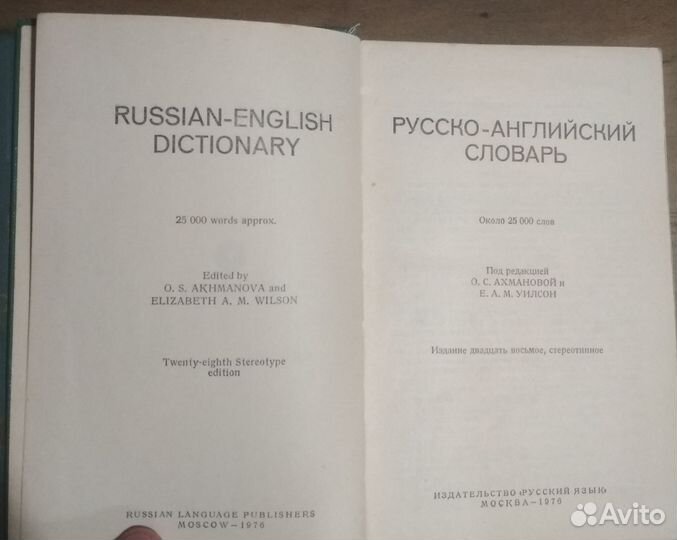 RUSSIAN-ENGLISH
DICTIONARY
25 000 words approx.
Edited by
O. S. AKHMANOVA and
ELIZABETH A. M. WILSON
Twenty-eighth Stereotype
edition
RUSSIAN LANGUAGE PUBLISHERS
MOSCOW—1976
РУССКО-АНГЛИЙСКИЙ
СЛОВАРЬ
Около 25 000 слов
Под редакцией
О. С. АХМАНОВОЙ и
Е. А. М. УИЛСОН
Издание двадцать восьмое, стереотипное
ИЗДАТЕЛЬСТВО «РУССКИЙ ЯЗЫК»
МОСКВА—1976
Avito